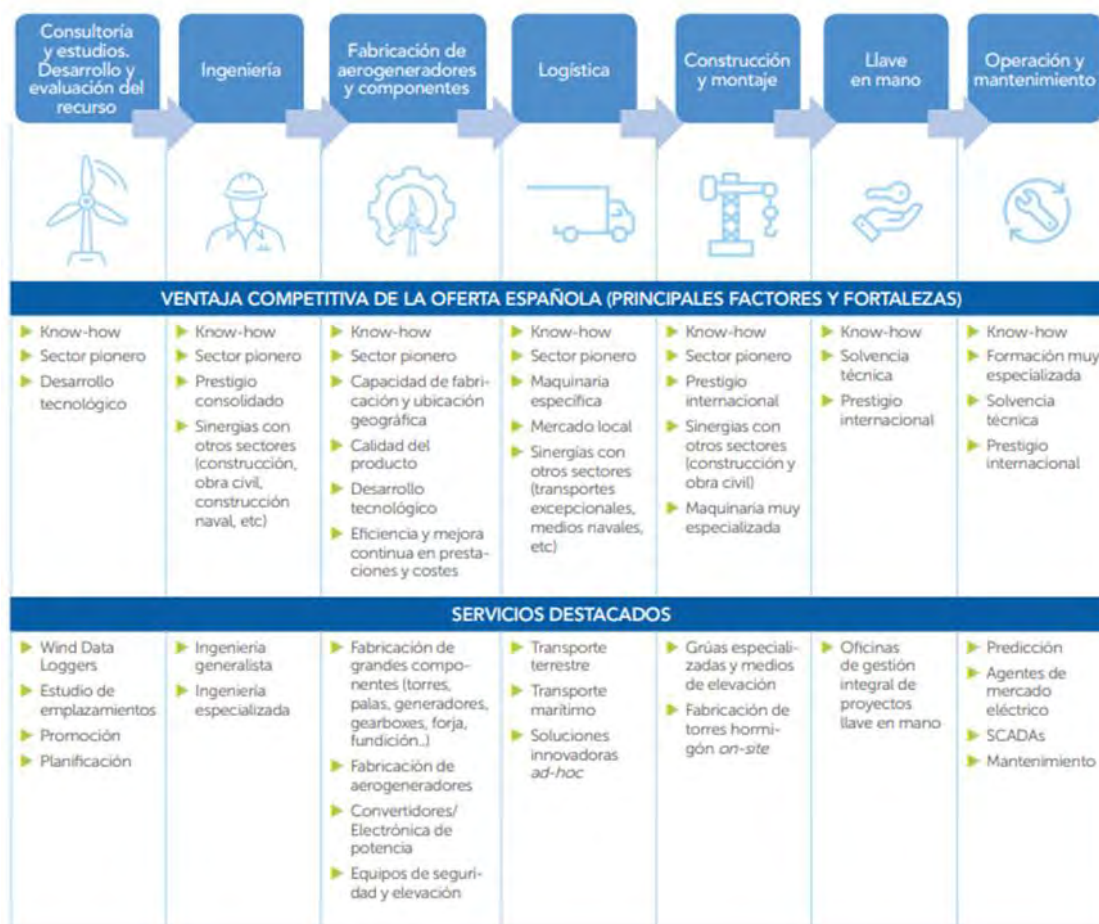 Consultoría
y estudios.
Desarrollo y
evaluación del
recurso
Ingeniería
Fabricación de
aerogeneradores
y componentes
Logística
Construcción
y montaje
Llave
en mano
Operación y
mantenimiento
VENTAJA COMPETITIVA DE LA OFERTA ESPAÑOLA (PRINCIPALES FACTORES Y FORTALEZAS)
Know-how
Sector pionero
Desarrollo
tecnológico
Know-how
Sector pionero
Prestigio
consolidado
Sinergias con
otros sectores
(construcción,
obra civil,
construcción
naval, etc)
Know-how
Sector pionero
Capacidad de fabri-
cación y ubicación
geográfica
Calidad del
producto
Desarrollo
tecnológico
Eficiencia y mejora
continua en presta-
ciones y costes
Know-how
Sector pionero
Maquinaria
específica
Mercado local
Sinergias con
otros sectores
(transportes
excepcionales,
medios navales,
etc)
Know-how
Sector pionero
Prestigio
internacional
Sinergias con
otros sectores
(construcción y
obra civil)
Maquinaria muy
especializada
Know-how
Solvencia
técnica
Prestigio
internacional
Know-how
Formación muy
especializada
Solvencia
técnica
Prestigio
internacional
SERVICIOS DESTACADOS
Wind Data
Loggers
Estudio de
emplazamientos
Promoción
Planificación
Ingeniería
generalista
Ingeniería
especializada
Fabricación de
grandes compo-
nentes (torres,
palas, generadores,
gearboxes, forja,
fundición..)
Fabricación de
aerogeneradores
Convertidores/
Electrónica de
potencia
Equipos de seguri-
dad y elevación
Transporte
terrestre
Transporte
marítimo
Soluciones
innovadoras
ad-hoc
Grúas especiali-
zadas y medios
de elevación
Fabricación de
torres hormi-
gón on-site
Oficinas
de gestión
integral de
proyectos
llave en mano
Predicción
Agentes de
mercado
eléctrico
SCADAs
Mantenimiento